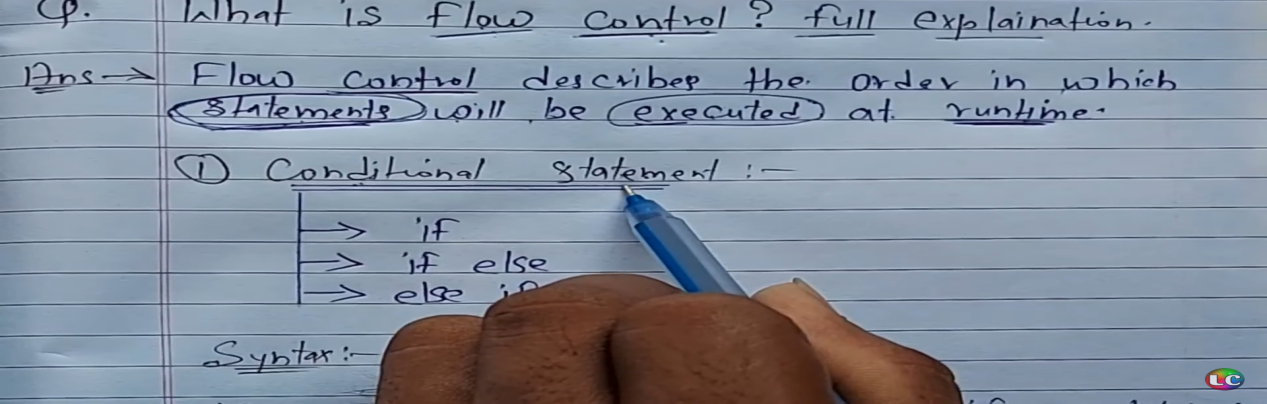 Q. What is Flow control? full explaination.
Ans → Flow control describes the order in which
statements will be executed at runtime.
① Conditional statement :-
→ if
→ if else
→ else if
Syntax :-
LC